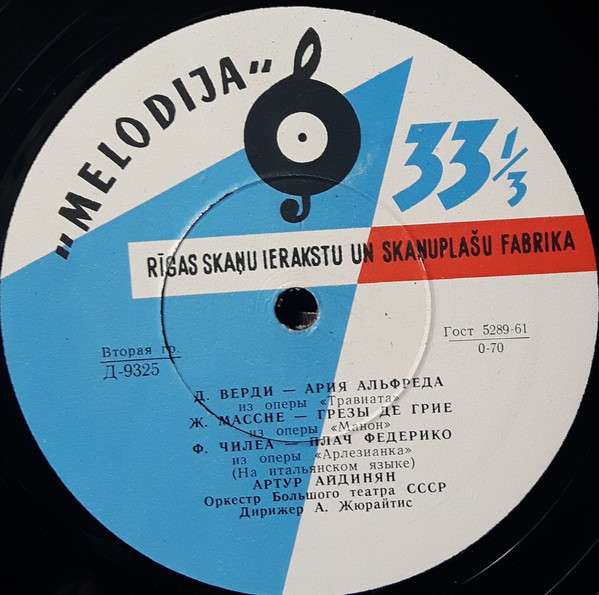 "MELODIJA"
33 1/3
RĪGAS SKAŅU IERAKSTU UN SKAŅUPLAŠU FABRIKA
Вторая гр.
Д-9325
Гост 5289-61
0-70
Д. ВЕРДИ — АРИЯ АЛЬФРЕДА
из оперы «Травиата»
Ж. МАССНЕ — ГРЕЗЫ ДЕ ГРИЕ
из оперы «Манон»
Ф. ЧИЛЕА — ПЛАЧ ФЕДЕРИКО
из оперы «Арлезианка»
(На итальянском языке)
АРТУР АЙДИНЯН
Оркестр Большого театра СССР
Дирижер А. Жюрайтис